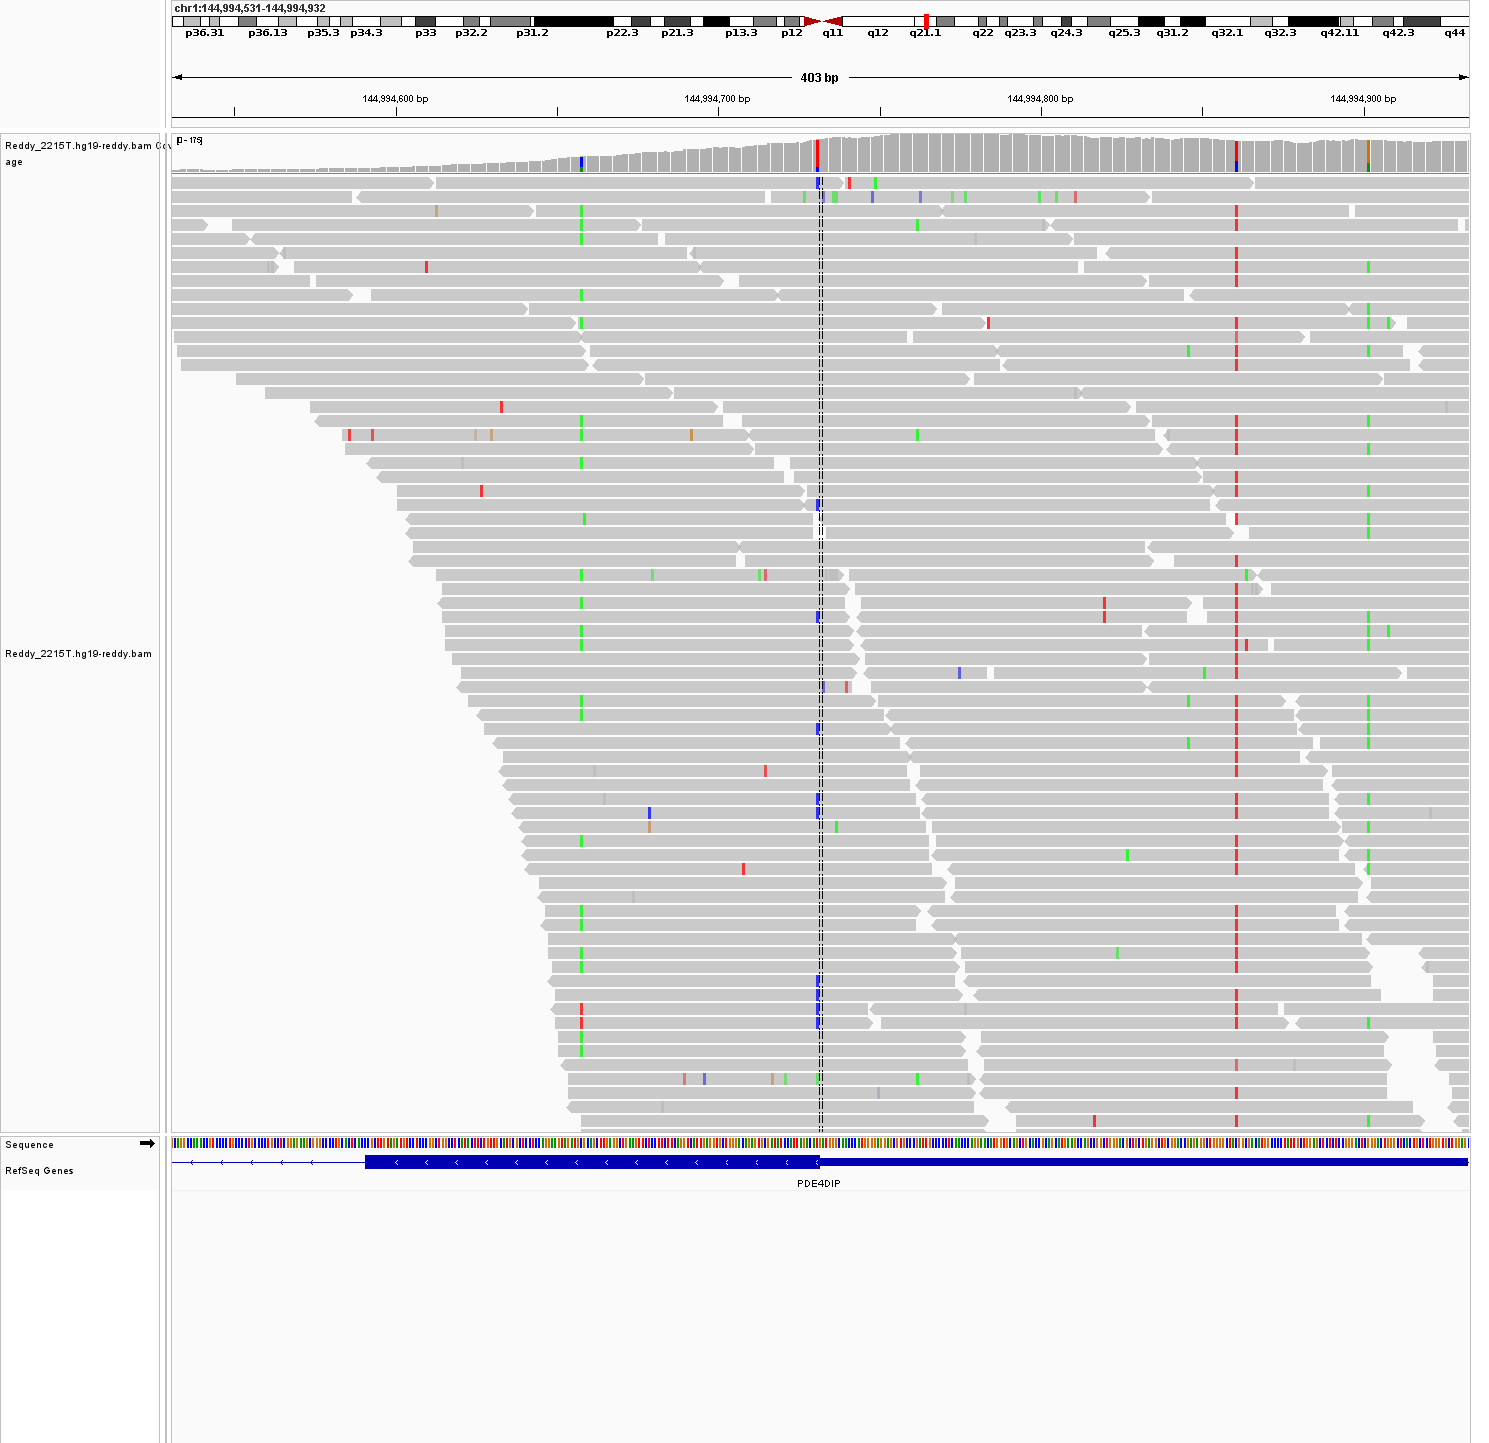 chr1:144,994,531-144,994,932
p36.31 p36.13 p35.3 p34.3 p33 p32.2 p31.2 p22.3 p21.3 p13.3 p12 q11 q12 q21.1 q22 q23.3 q24.3 q25.3 q31.2 q32.1 q32.3 q42.11 q42.3 q44
403 bp
144,994,600 bp 144,994,700 bp 144,994,800 bp 144,994,900 bp
Reddy_2215T.hg19-reddy.bam Cov
age
[0 - 175]
Reddy_2215T.hg19-reddy.bam
Sequence
RefSeq Genes
PDE4DIP